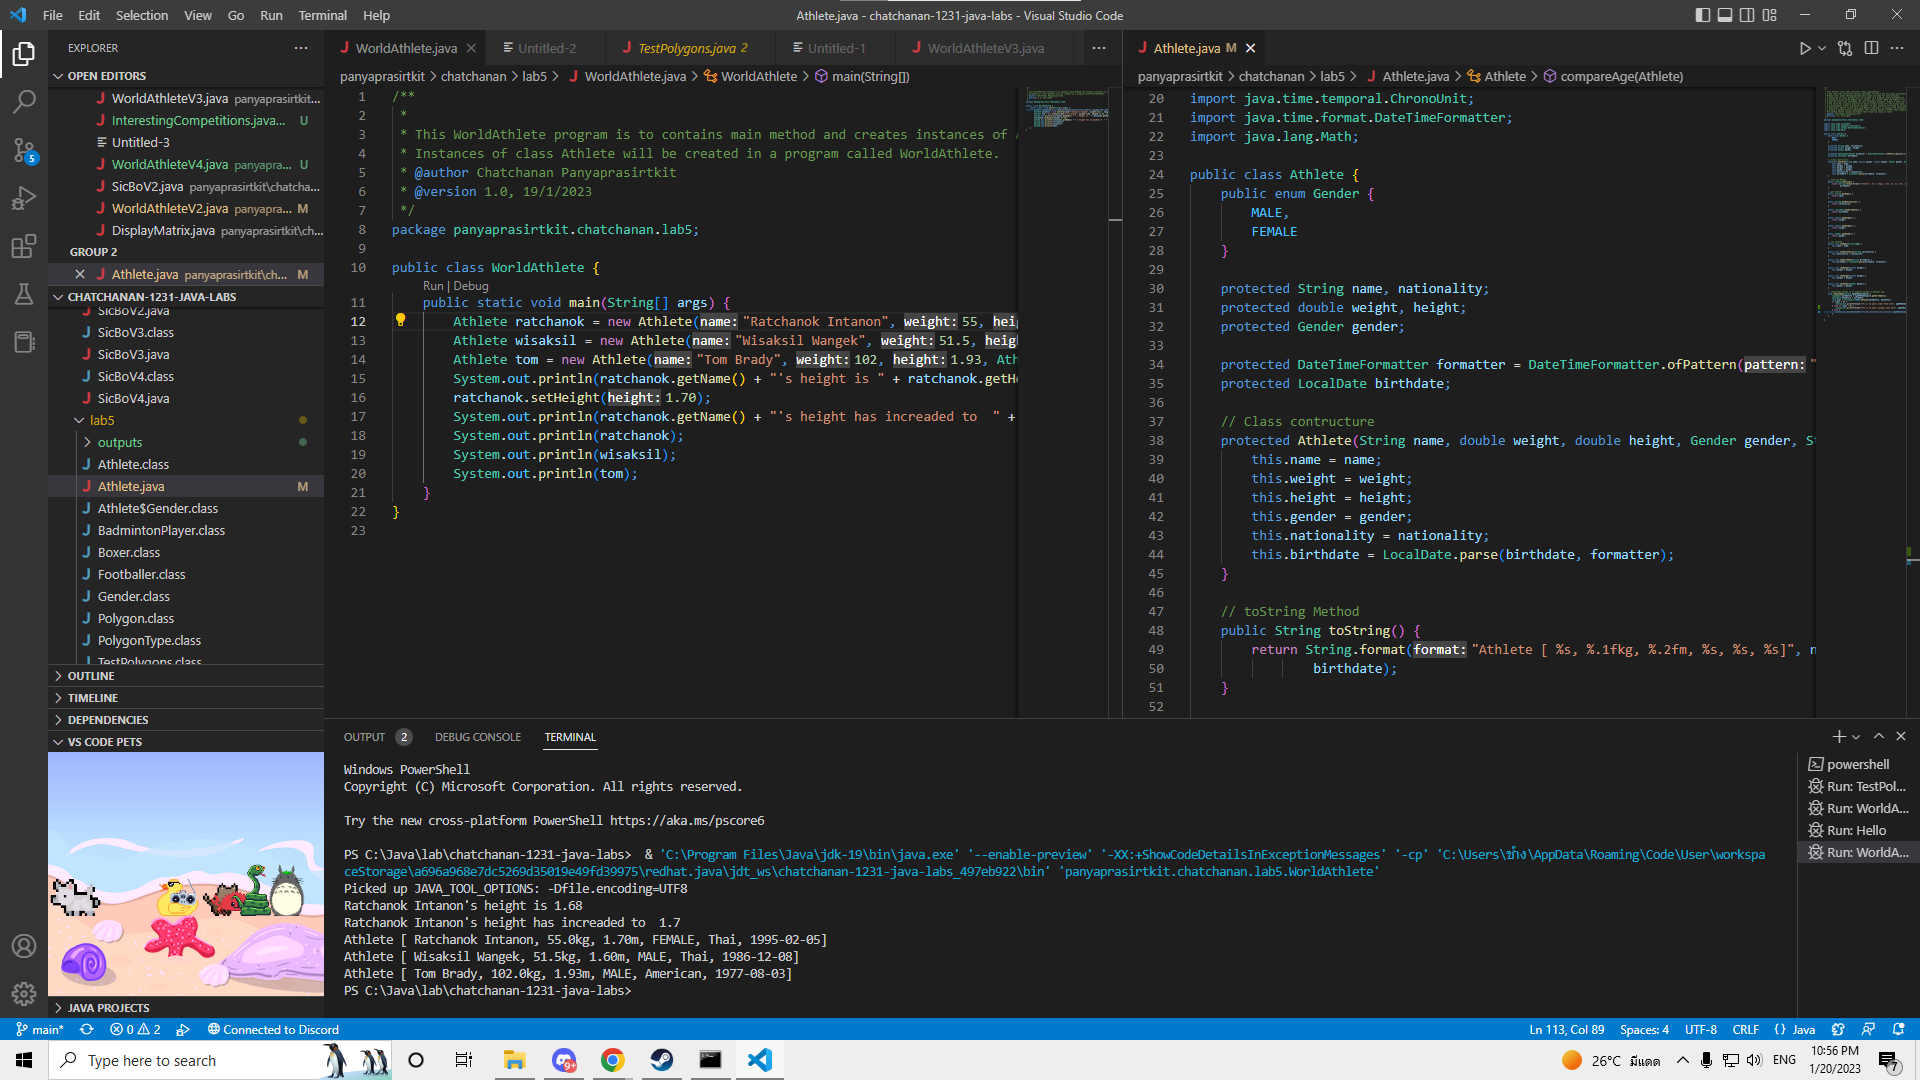 File Edit Selection View Go Run Terminal Help
Athlete.java - chatchanan-1231-java-labs - Visual Studio Code
EXPLORER
OPEN EDITORS
WorldAthleteV3.java panyaprasirtkit...
InterestingCompetitions.java... U
Untitled-3
WorldAthleteV4.java panyapra... U
SicBoV2.java panyaprasirtkit\chatcha...
WorldAthleteV2.java panyapra... M
DisplayMatrix.java panyaprasirtkit\ch...
GROUP 2
Athlete.java panyaprasirtkit\ch... M
CHATCHANAN-1231-JAVA-LABS
SicBoV2.java
SicBoV3.class
SicBoV3.java
SicBoV4.class
SicBoV4.java
lab5
outputs
Athlete.class
Athlete.java M
Athlete$Gender.class
BadmintonPlayer.class
Boxer.class
Footballer.class
Gender.class
Polygon.class
PolygonType.class
TestPolygons.class
OUTLINE
TIMELINE
DEPENDENCIES
VS CODE PETS
JAVA PROJECTS
WorldAthlete.java Untitled-2 TestPolygons.java 2 Untitled-1 WorldAthleteV3.java
panyaprasirtkit > chatchanan > lab5 > WorldAthlete.java > WorldAthlete > main(String[])
1 /**
2 *
3 * This WorldAthlete program is to contains main method and creates instances of
4 * Instances of class Athlete will be created in a program called WorldAthlete.
5 * @author Chatchanan Panyaprasirtkit
6 * @version 1.0, 19/1/2023
7 */
8 package panyaprasirtkit.chatchanan.lab5;
9
10 public class WorldAthlete {
Run | Debug
11 public static void main(String[] args) {
12 Athlete ratchanok = new Athlete(name: "Ratchanok Intanon", weight: 55, hei
13 Athlete wisaksil = new Athlete(name: "Wisaksil Wangek", weight: 51.5, heig
14 Athlete tom = new Athlete(name: "Tom Brady", weight: 102, height: 1.93, Ath
15 System.out.println(ratchanok.getName() + "'s height is " + ratchanok.getHe
16 ratchanok.setHeight(height: 1.70);
17 System.out.println(ratchanok.getName() + "'s height has increaded to  " +
18 System.out.println(ratchanok);
19 System.out.println(wisaksil);
20 System.out.println(tom);
21 }
22 }
23
Athlete.java M
panyaprasirtkit > chatchanan > lab5 > Athlete.java > Athlete > compareAge(Athlete)
20 import java.time.temporal.ChronoUnit;
21 import java.time.format.DateTimeFormatter;
22 import java.lang.Math;
23
24 public class Athlete {
25 public enum Gender {
26 MALE,
27 FEMALE
28 }
29
30 protected String name, nationality;
31 protected double weight, height;
32 protected Gender gender;
33
34 protected DateTimeFormatter formatter = DateTimeFormatter.ofPattern(pattern: "
35 protected LocalDate birthdate;
36
37 // Class contructure
38 protected Athlete(String name, double weight, double height, Gender gender, S
39 this.name = name;
40 this.weight = weight;
41 this.height = height;
42 this.gender = gender;
43 this.nationality = nationality;
44 this.birthdate = LocalDate.parse(birthdate, formatter);
45 }
46
47 // toString Method
48 public String toString() {
49 return String.format(format: "Athlete [ %s, %.1fkg, %.2fm, %s, %s, %s]", n
50 birthdate);
51 }
52
OUTPUT 2 DEBUG CONSOLE TERMINAL
Windows PowerShell
Copyright (C) Microsoft Corporation. All rights reserved.
Try the new cross-platform PowerShell https://aka.ms/pscore6
PS C:\Java\lab\chatchanan-1231-java-labs>  & 'C:\Program Files\Java\jdk-19\bin\java.exe' '--enable-preview' '-XX:+ShowCodeDetailsInExceptionMessages' '-cp' 'C:\Users\ช้าง\AppData\Roaming\Code\User\workspa
ceStorage\a696a968e7dc5269d35019e49fd39975\redhat.java\jdt_ws\chatchanan-1231-java-labs_497eb922\bin' 'panyaprasirtkit.chatchanan.lab5.WorldAthlete'
Picked up JAVA_TOOL_OPTIONS: -Dfile.encoding=UTF8
Ratchanok Intanon's height is 1.68
Ratchanok Intanon's height has increaded to  1.7
Athlete [ Ratchanok Intanon, 55.0kg, 1.70m, FEMALE, Thai, 1995-02-05]
Athlete [ Wisaksil Wangek, 51.5kg, 1.60m, MALE, Thai, 1986-12-08]
Athlete [ Tom Brady, 102.0kg, 1.93m, MALE, American, 1977-08-03]
PS C:\Java\lab\chatchanan-1231-java-labs>
powershell
Run: TestPol...
Run: WorldA...
Run: Hello
Run: WorldA...
5
main* 0 2 Connected to Discord
Ln 113, Col 89 Spaces: 4 UTF-8 CRLF {} Java
Type here to search
9+
26°C มีแดด ENG
10:56 PM
1/20/2023
7